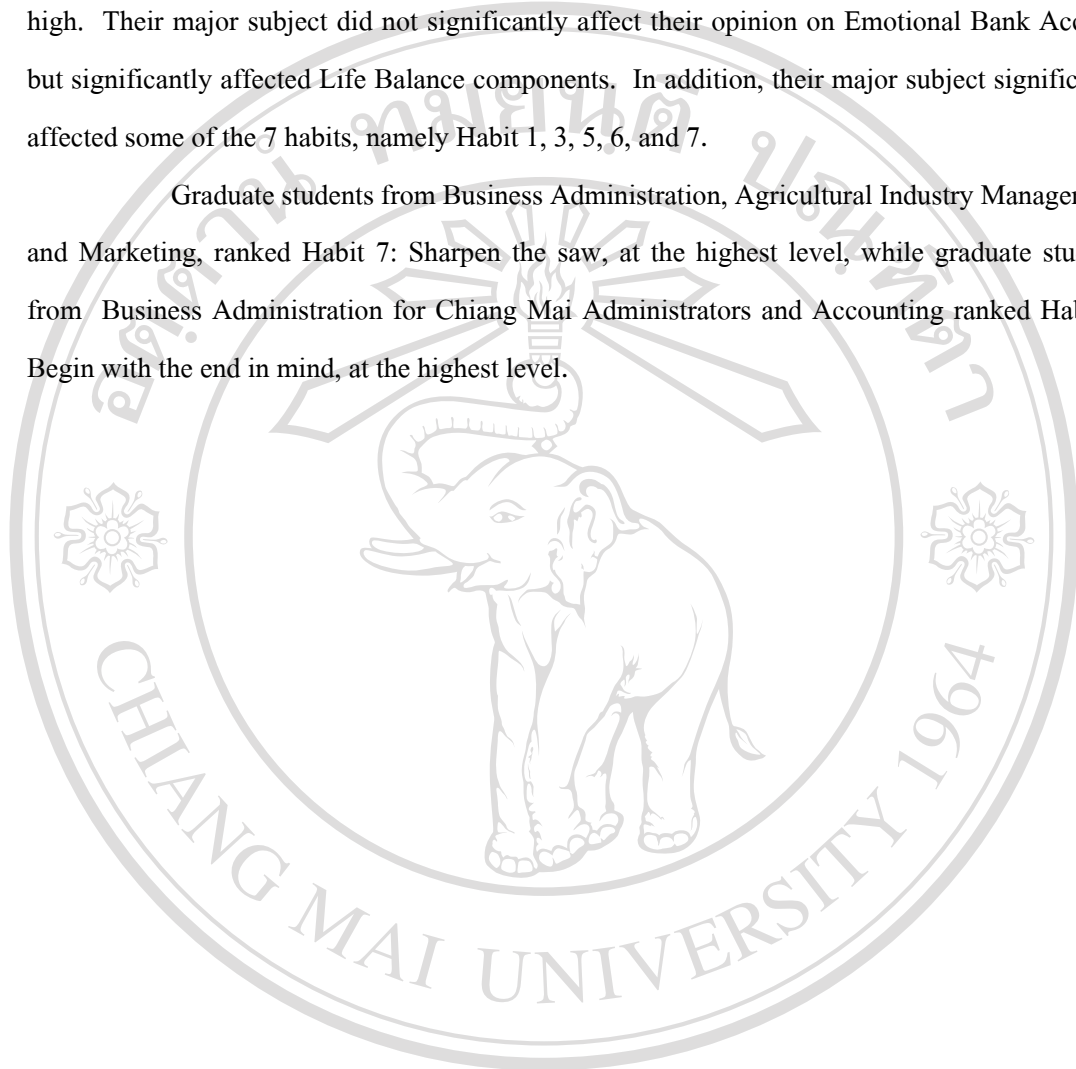 high. Their major subject did not significantly affect their opinion on Emotional Bank
but significantly affected Life Balance components. In addition, their major subject
affected some of the 7 habits, namely Habit 1, 3, 5, 6, and 7.
Graduate students from Business Administration, Agricultural Industry
and Marketing, ranked Habit 7: Sharpen the saw, at the highest level, while graduate
from Business Administration for Chiang Mai Administrators and Accounting ranked
Begin with the end in mind, at the highest level.
CHIANG MAI UNIVERSITY 1964